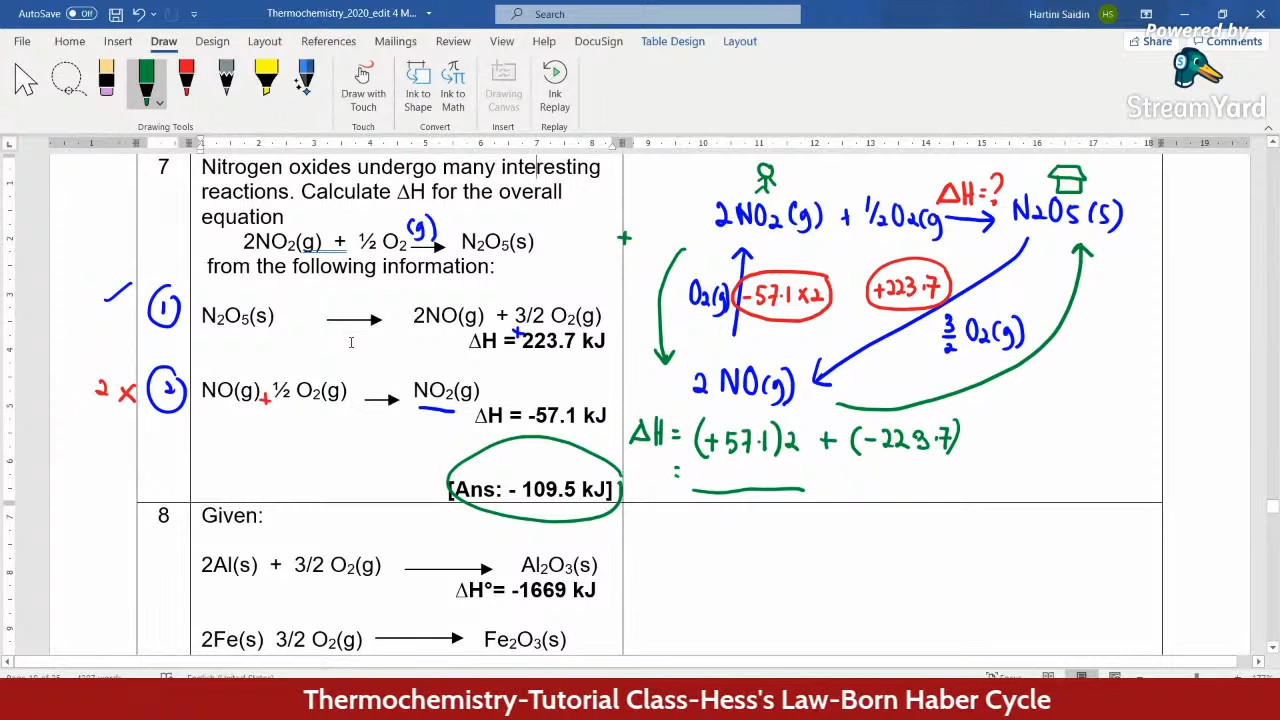 AutoSave Off Thermochemistry_2020_edit 4 M... Search Hartini Saidin HS
Powered by
File Home Insert Draw Design Layout References Mailings Review View Help DocuSign Table Design Layout Share Comments
StreamYard
Draw with Touch Ink to Shape Ink to Math Drawing Canvas Ink Replay
Drawing Tools Touch Convert Insert Replay
7 Nitrogen oxides undergo many interesting
reactions. Calculate ΔH for the overall
equation
2NO₂(g) + ½ O₂ (g) → N₂O₅(s)
from the following information:
① N₂O₅(s) → 2NO(g) + 3/2 O₂(g)
ΔH = +223.7 kJ
2 x ② NO(g) + ½ O₂(g) → NO₂(g)
ΔH = -57.1 kJ
[Ans: - 109.5 kJ]
ΔH = ?
2NO₂(g) + ½O₂(g → N₂O₅(s)
+
O₂(g) -57.1 x 2 +223.7
3/2 O₂(g)
2 NO(g)
ΔH = (+57.1)2 + (-223.7)
=
8 Given:
2Al(s) + 3/2 O₂(g) → Al₂O₃(s)
ΔH°= -1669 kJ
2Fe(s) 3/2 O₂(g) → Fe₂O₃(s)
Thermochemistry-Tutorial Class-Hess's Law-Born Haber Cycle